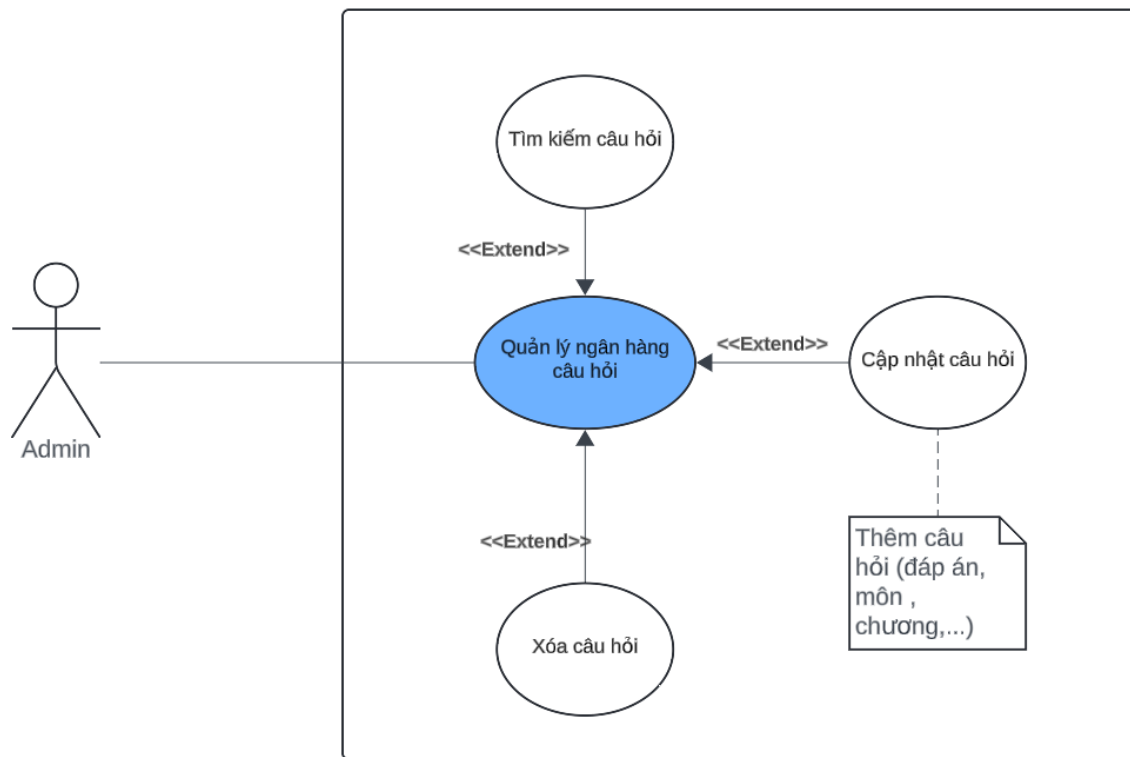 Tìm kiếm câu hỏi
<<Extend>>
Quản lý ngân hàng
câu hỏi
<<Extend>>
Cập nhật câu hỏi
Admin
<<Extend>>
Thêm câu
hỏi (đáp án,
môn ,
chương,...)
Xóa câu hỏi